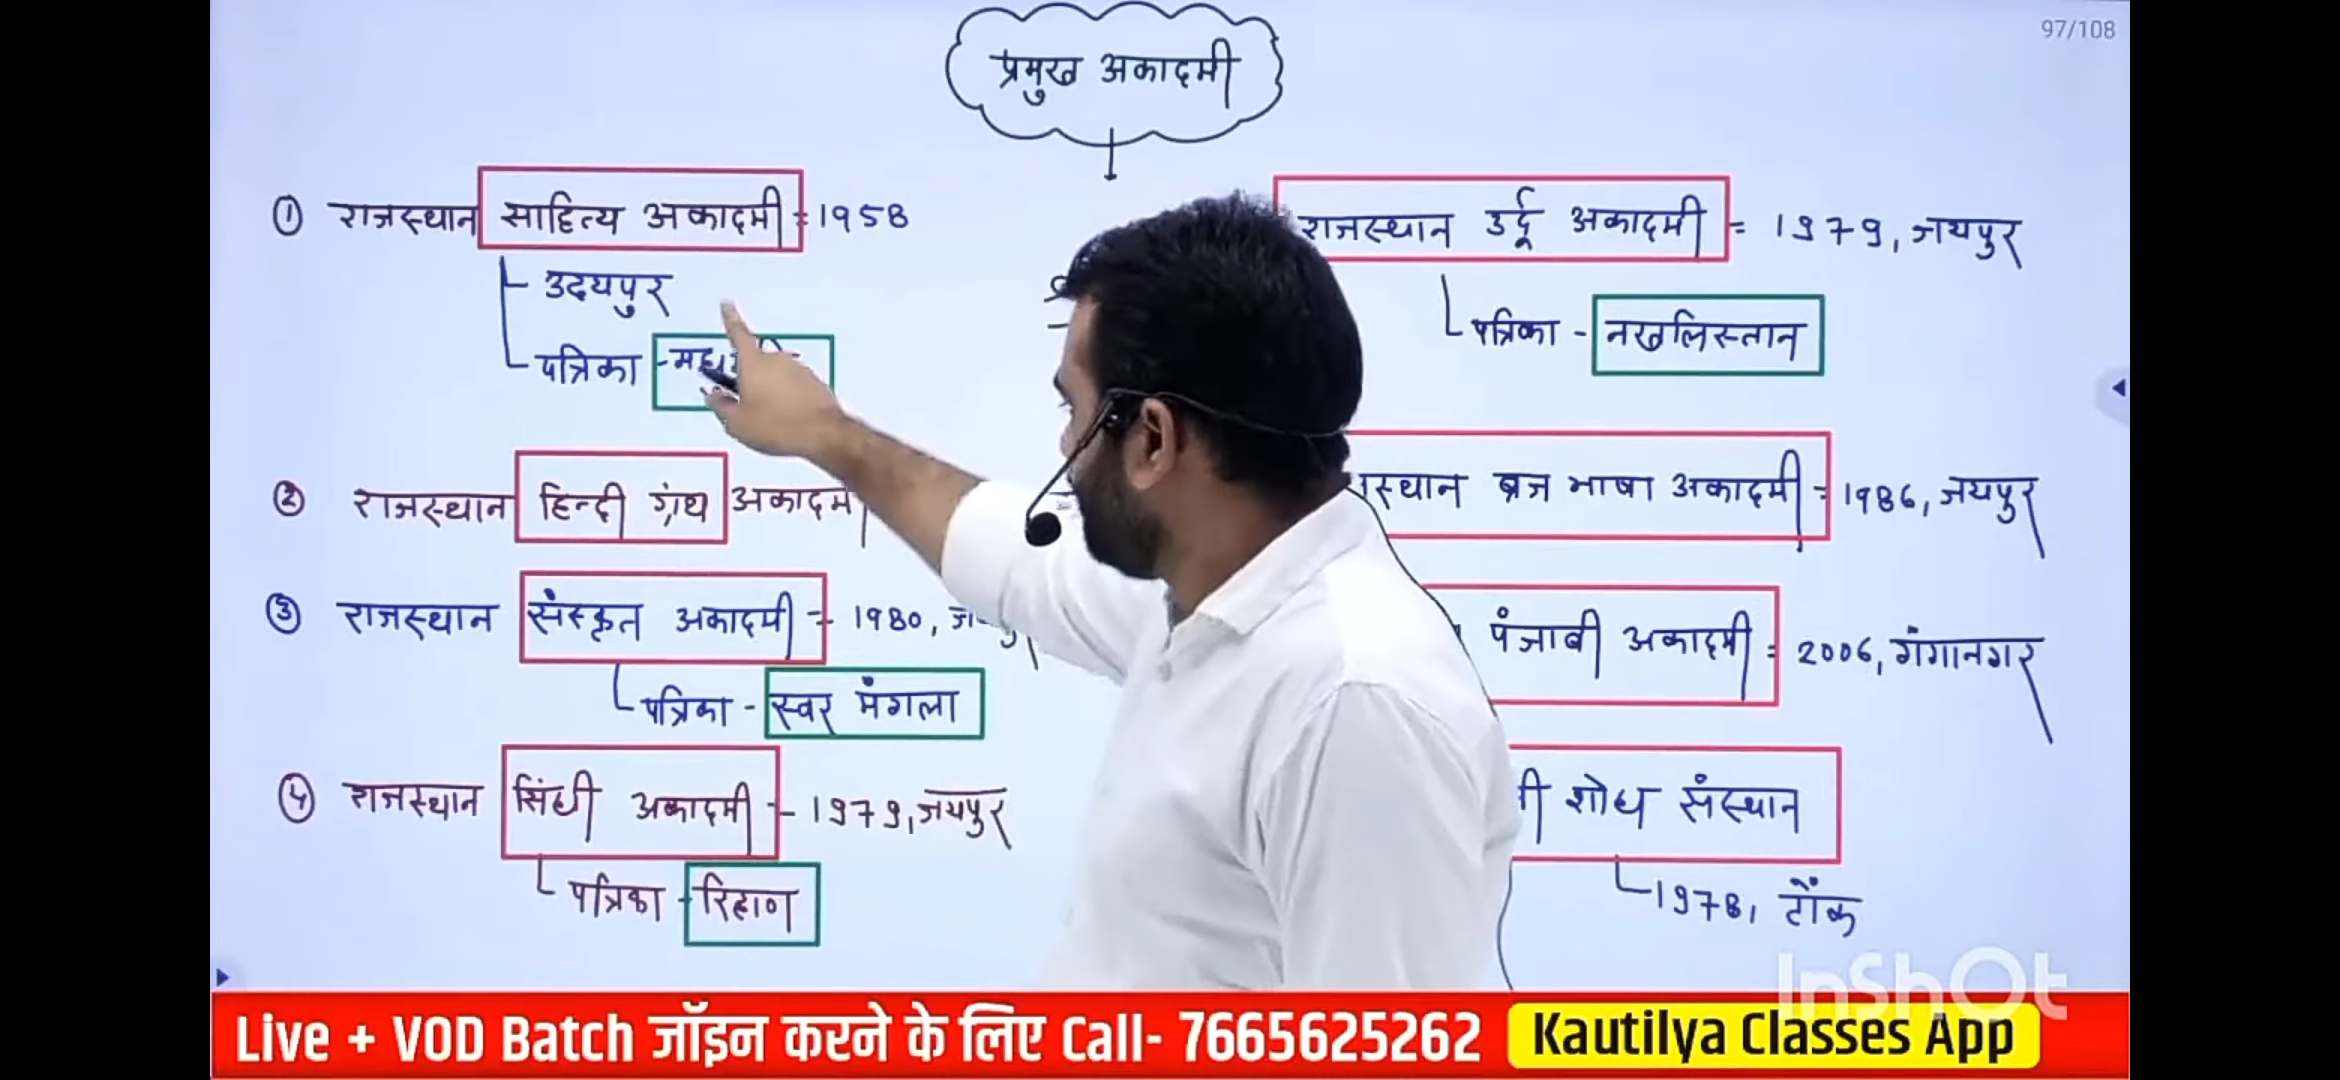 97/108
प्रमुख अकादमी
① राजस्थान साहित्य अकादमी = 1958
उदयपुर
पत्रिका -
② राजस्थान हिन्दी ग्रंथ
③ राजस्थान संस्कृत अकादमी = 1980,
पत्रिका - स्वर मंगला
④ राजस्थान सिंधी अकादमी - 1979, जयपुर
पत्रिका - रिहाण
राजस्थान उर्दू अकादमी = 1979, जयपुर
पत्रिका - नखलिस्तान
ब्रज भाषा अकादमी = 1986, जयपुर
पंजाबी अकादमी = 2006, गंगानगर
शोध संस्थान
1978, टोंक
InShOt
Live + VOD Batch जॉइन करने के लिए Call- 7665625262 Kautilya Classes App